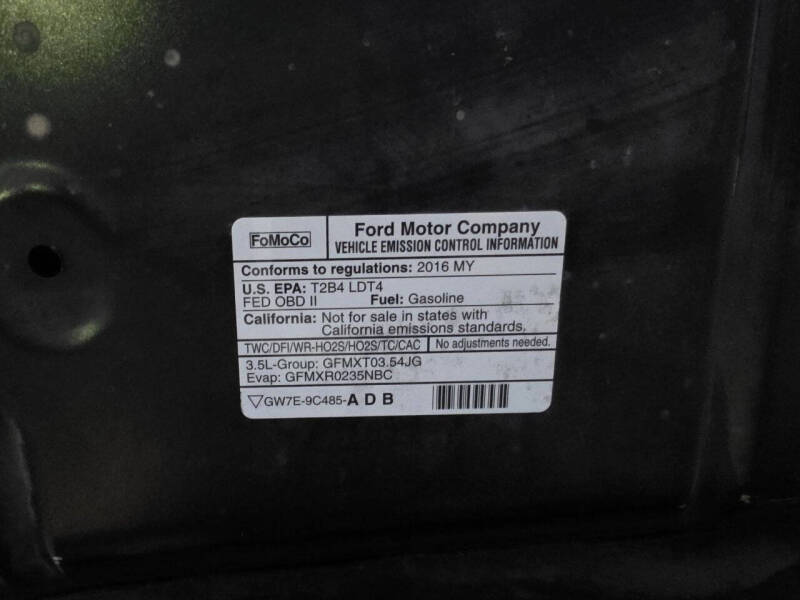 FoMoCo
Ford Motor Company
VEHICLE EMISSION CONTROL INFORMATION
Conforms to regulations: 2016 MY
U.S. EPA: T2B4 LDT4
FED OBD II Fuel: Gasoline
California: Not for sale in states with
California emissions standards.
TWC/DFI/WR-HO2S/HO2S/TC/CAC No adjustments needed.
3.5L-Group: GFMXT03.54JG
Evap: GFMXR0235NBC
GW7E-9C485-A D B